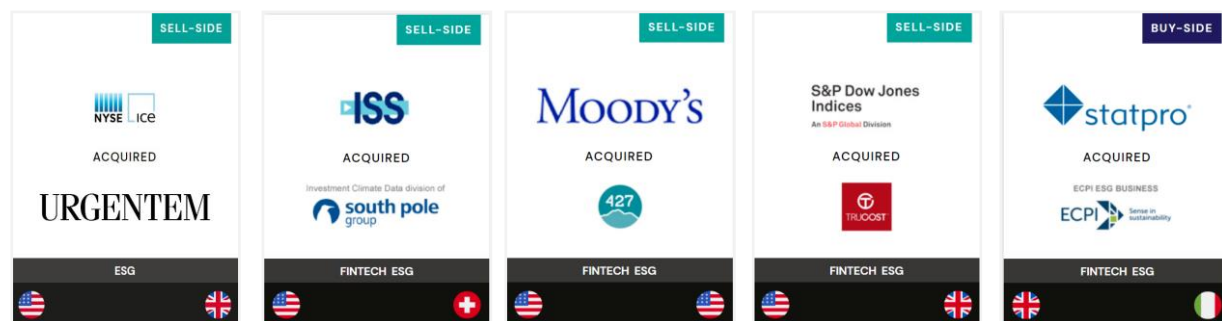 SELL-SIDE
NYSE ice
ACQUIRED
URGENTEM
ESG
SELL-SIDE
ISS
ACQUIRED
Investment Climate Data division of
south pole
group
FINTECH ESG
SELL-SIDE
MOODY'S
ACQUIRED
427
FINTECH ESG
SELL-SIDE
S&P Dow Jones
Indices
An S&P Global Division
ACQUIRED
TRUCOST
FINTECH ESG
BUY-SIDE
statpro®
ACQUIRED
ECPI ESG BUSINESS
ECPI Sense in
sustainability
FINTECH ESG